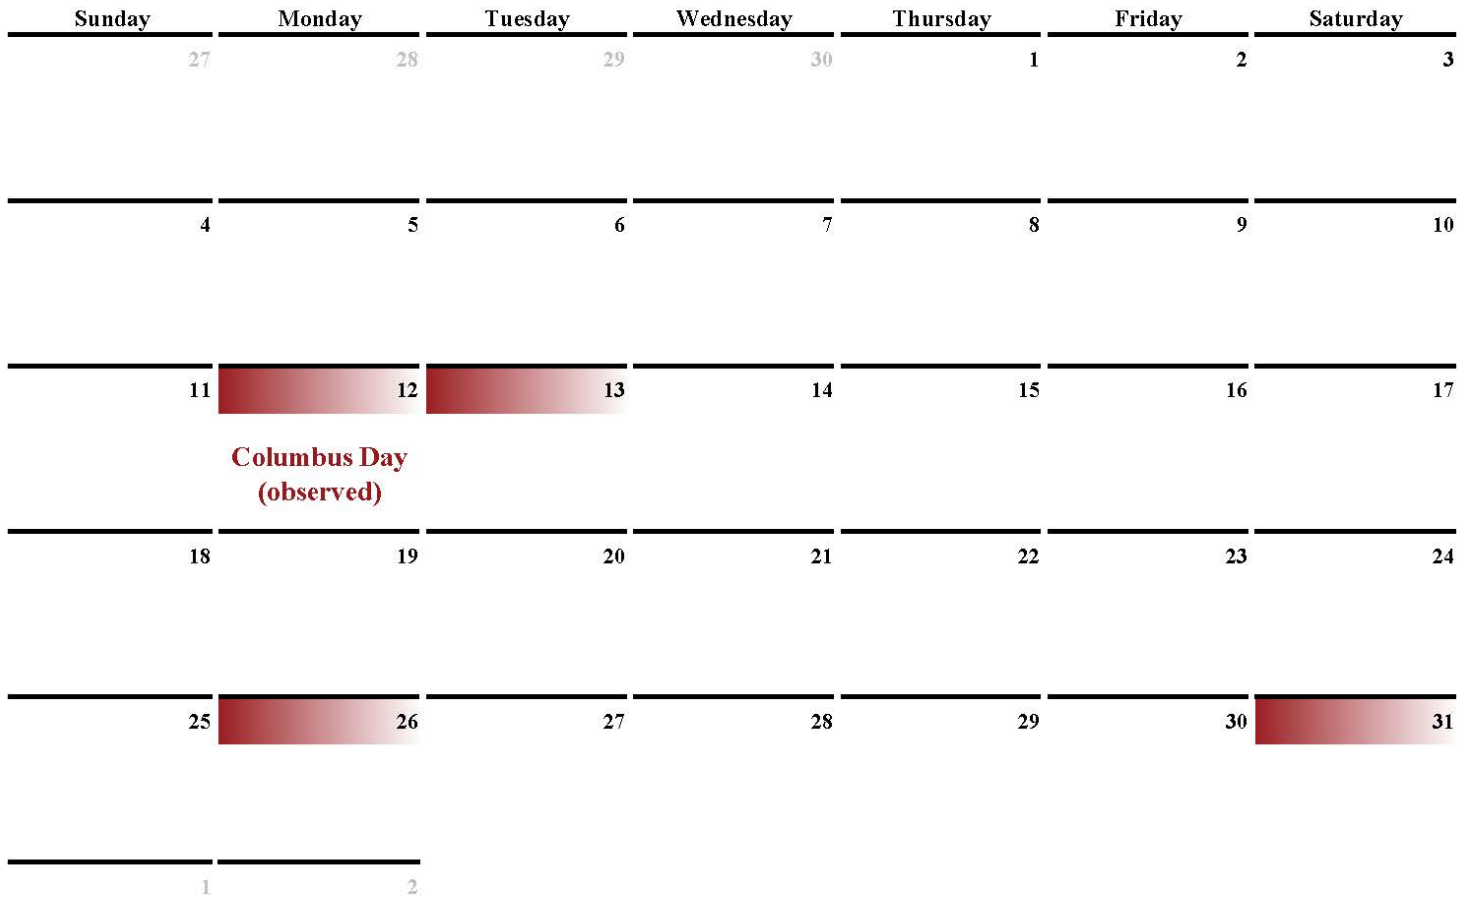 Sunday Monday Tuesday Wednesday Thursday Friday Saturday
27 28 29 30 1 2 3
4 5 6 7 8 9 10
11 12 13 14 15 16 17
Columbus Day
(observed)
18 19 20 21 22 23 24
25 26 27 28 29 30 31
1 2